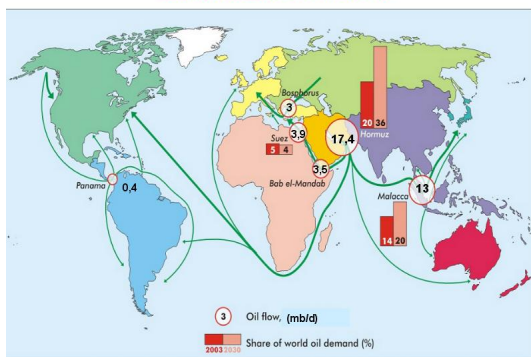 Bosphorus
3
20 36
Hormuz
3,9
Suez
5 4
17,4
3,5
Bab el-Mandab
Panama
0,4
13
Malacca
14 20
3 Oil flow, (mb/d)
Share of world oil demand (%)
2003 2030